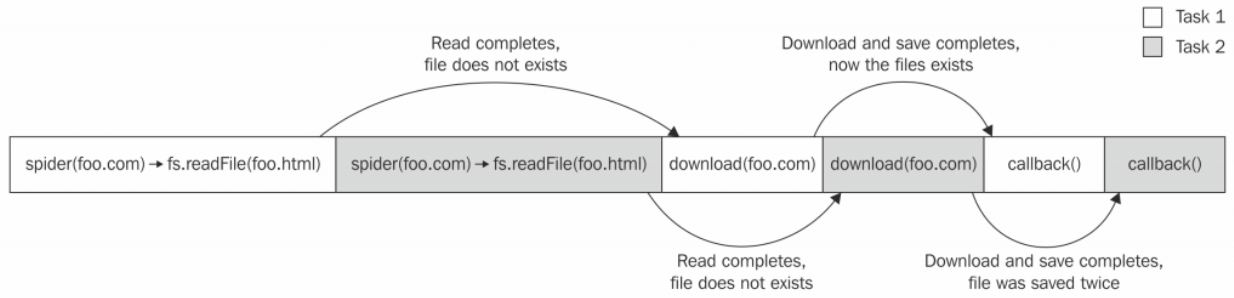 Task 1
Task 2
Read completes,
file does not exists
Download and save completes,
now the files exists
spider(foo.com) → fs.readFile(foo.html)
spider(foo.com) → fs.readFile(foo.html)
download(foo.com)
download(foo.com)
callback()
callback()
Read completes,
file does not exists
Download and save completes,
file was saved twice